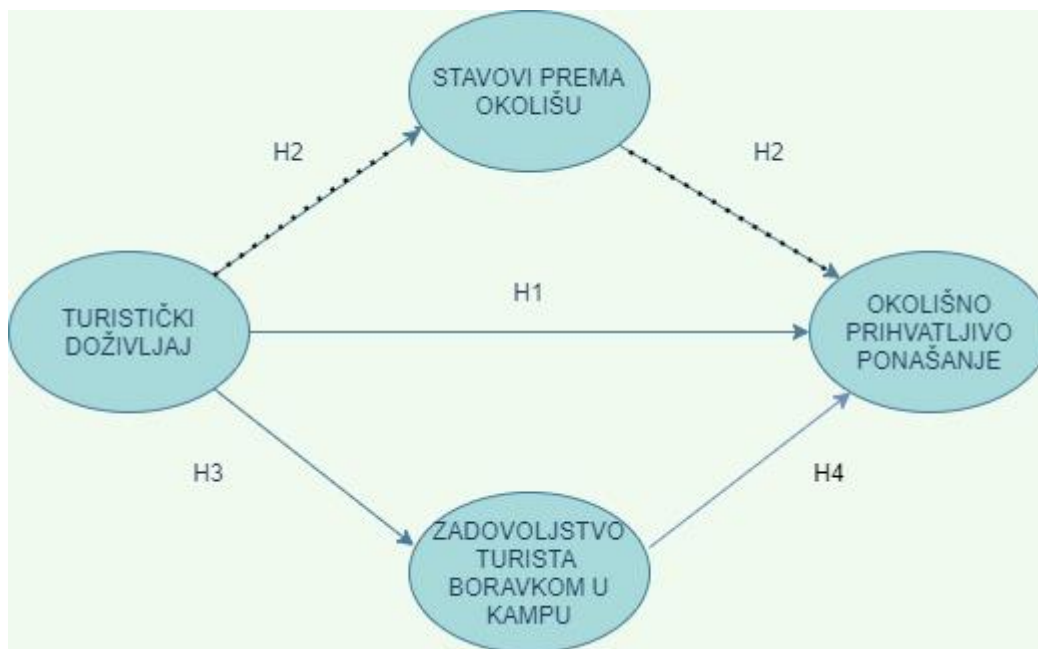 STAVOVI PREMA
OKOLIŠU
H2
H2
H1
TURISTIČKI
DOŽIVLJAJ
OKOLIŠNO
PRIHVATLJIVO
PONAŠANJE
H3
H4
ZADOVOLJSTVO
TURISTA
BORAVKOM U
KAMPU